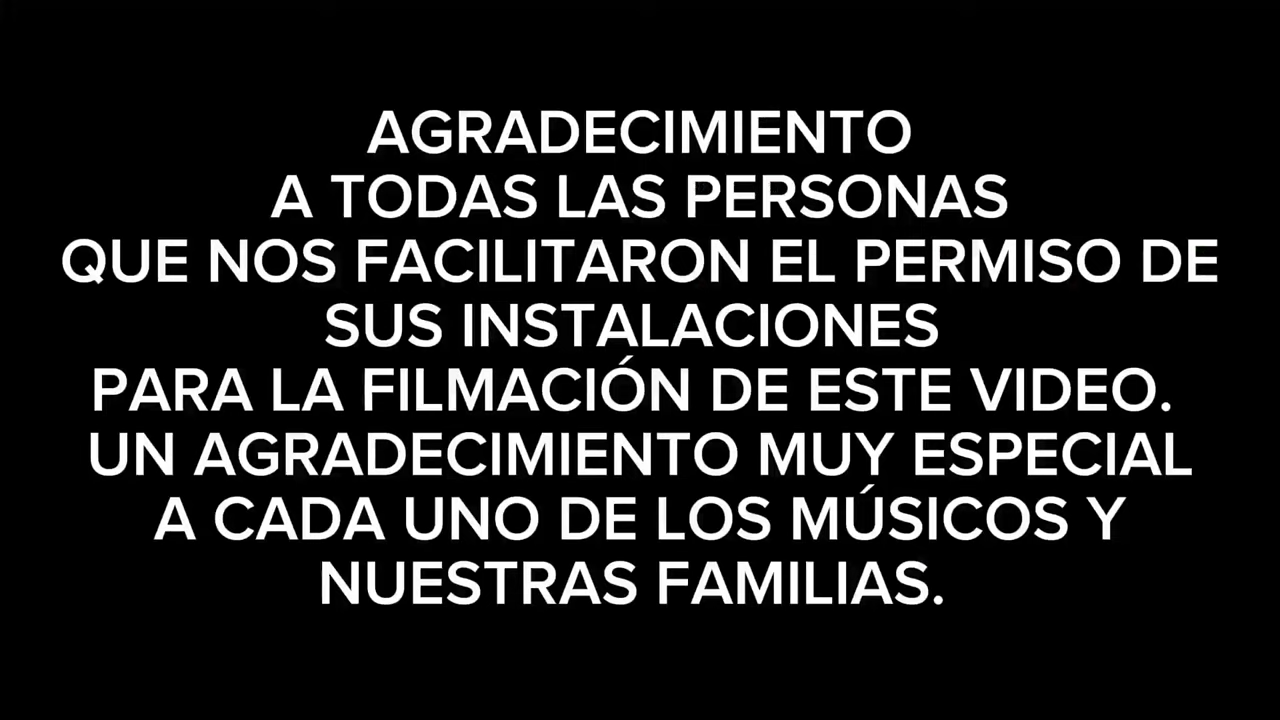 AGRADECIMIENTO
A TODAS LAS PERSONAS
QUE NOS FACILITARON EL PERMISO DE
SUS INSTALACIONES
PARA LA FILMACIÓN DE ESTE VIDEO.
UN AGRADECIMIENTO MUY ESPECIAL
A CADA UNO DE LOS MÚSICOS Y
NUESTRAS FAMILIAS.